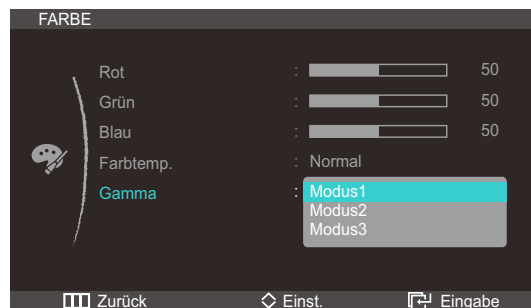 FARBE
Rot : 50
Grün : 50
Blau : 50
Farbtemp. : Normal
Gamma : Modus1
Modus2
Modus3
Zurück Einst. Eingabe